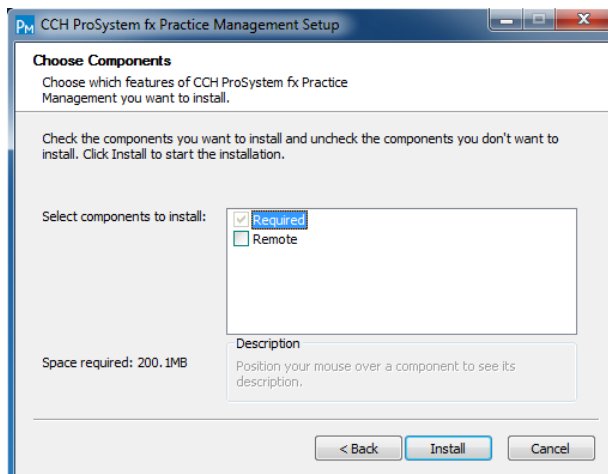 PM CCH ProSystem fx Practice Management Setup
Choose Components
Choose which features of CCH ProSystem fx Practice
Management you want to install.
Check the components you want to install and uncheck the components you don't want to
install. Click Install to start the installation.
Select components to install:
Required
Remote
Space required: 200.1MB
Description
Position your mouse over a component to see its
description.
< Back
Install
Cancel